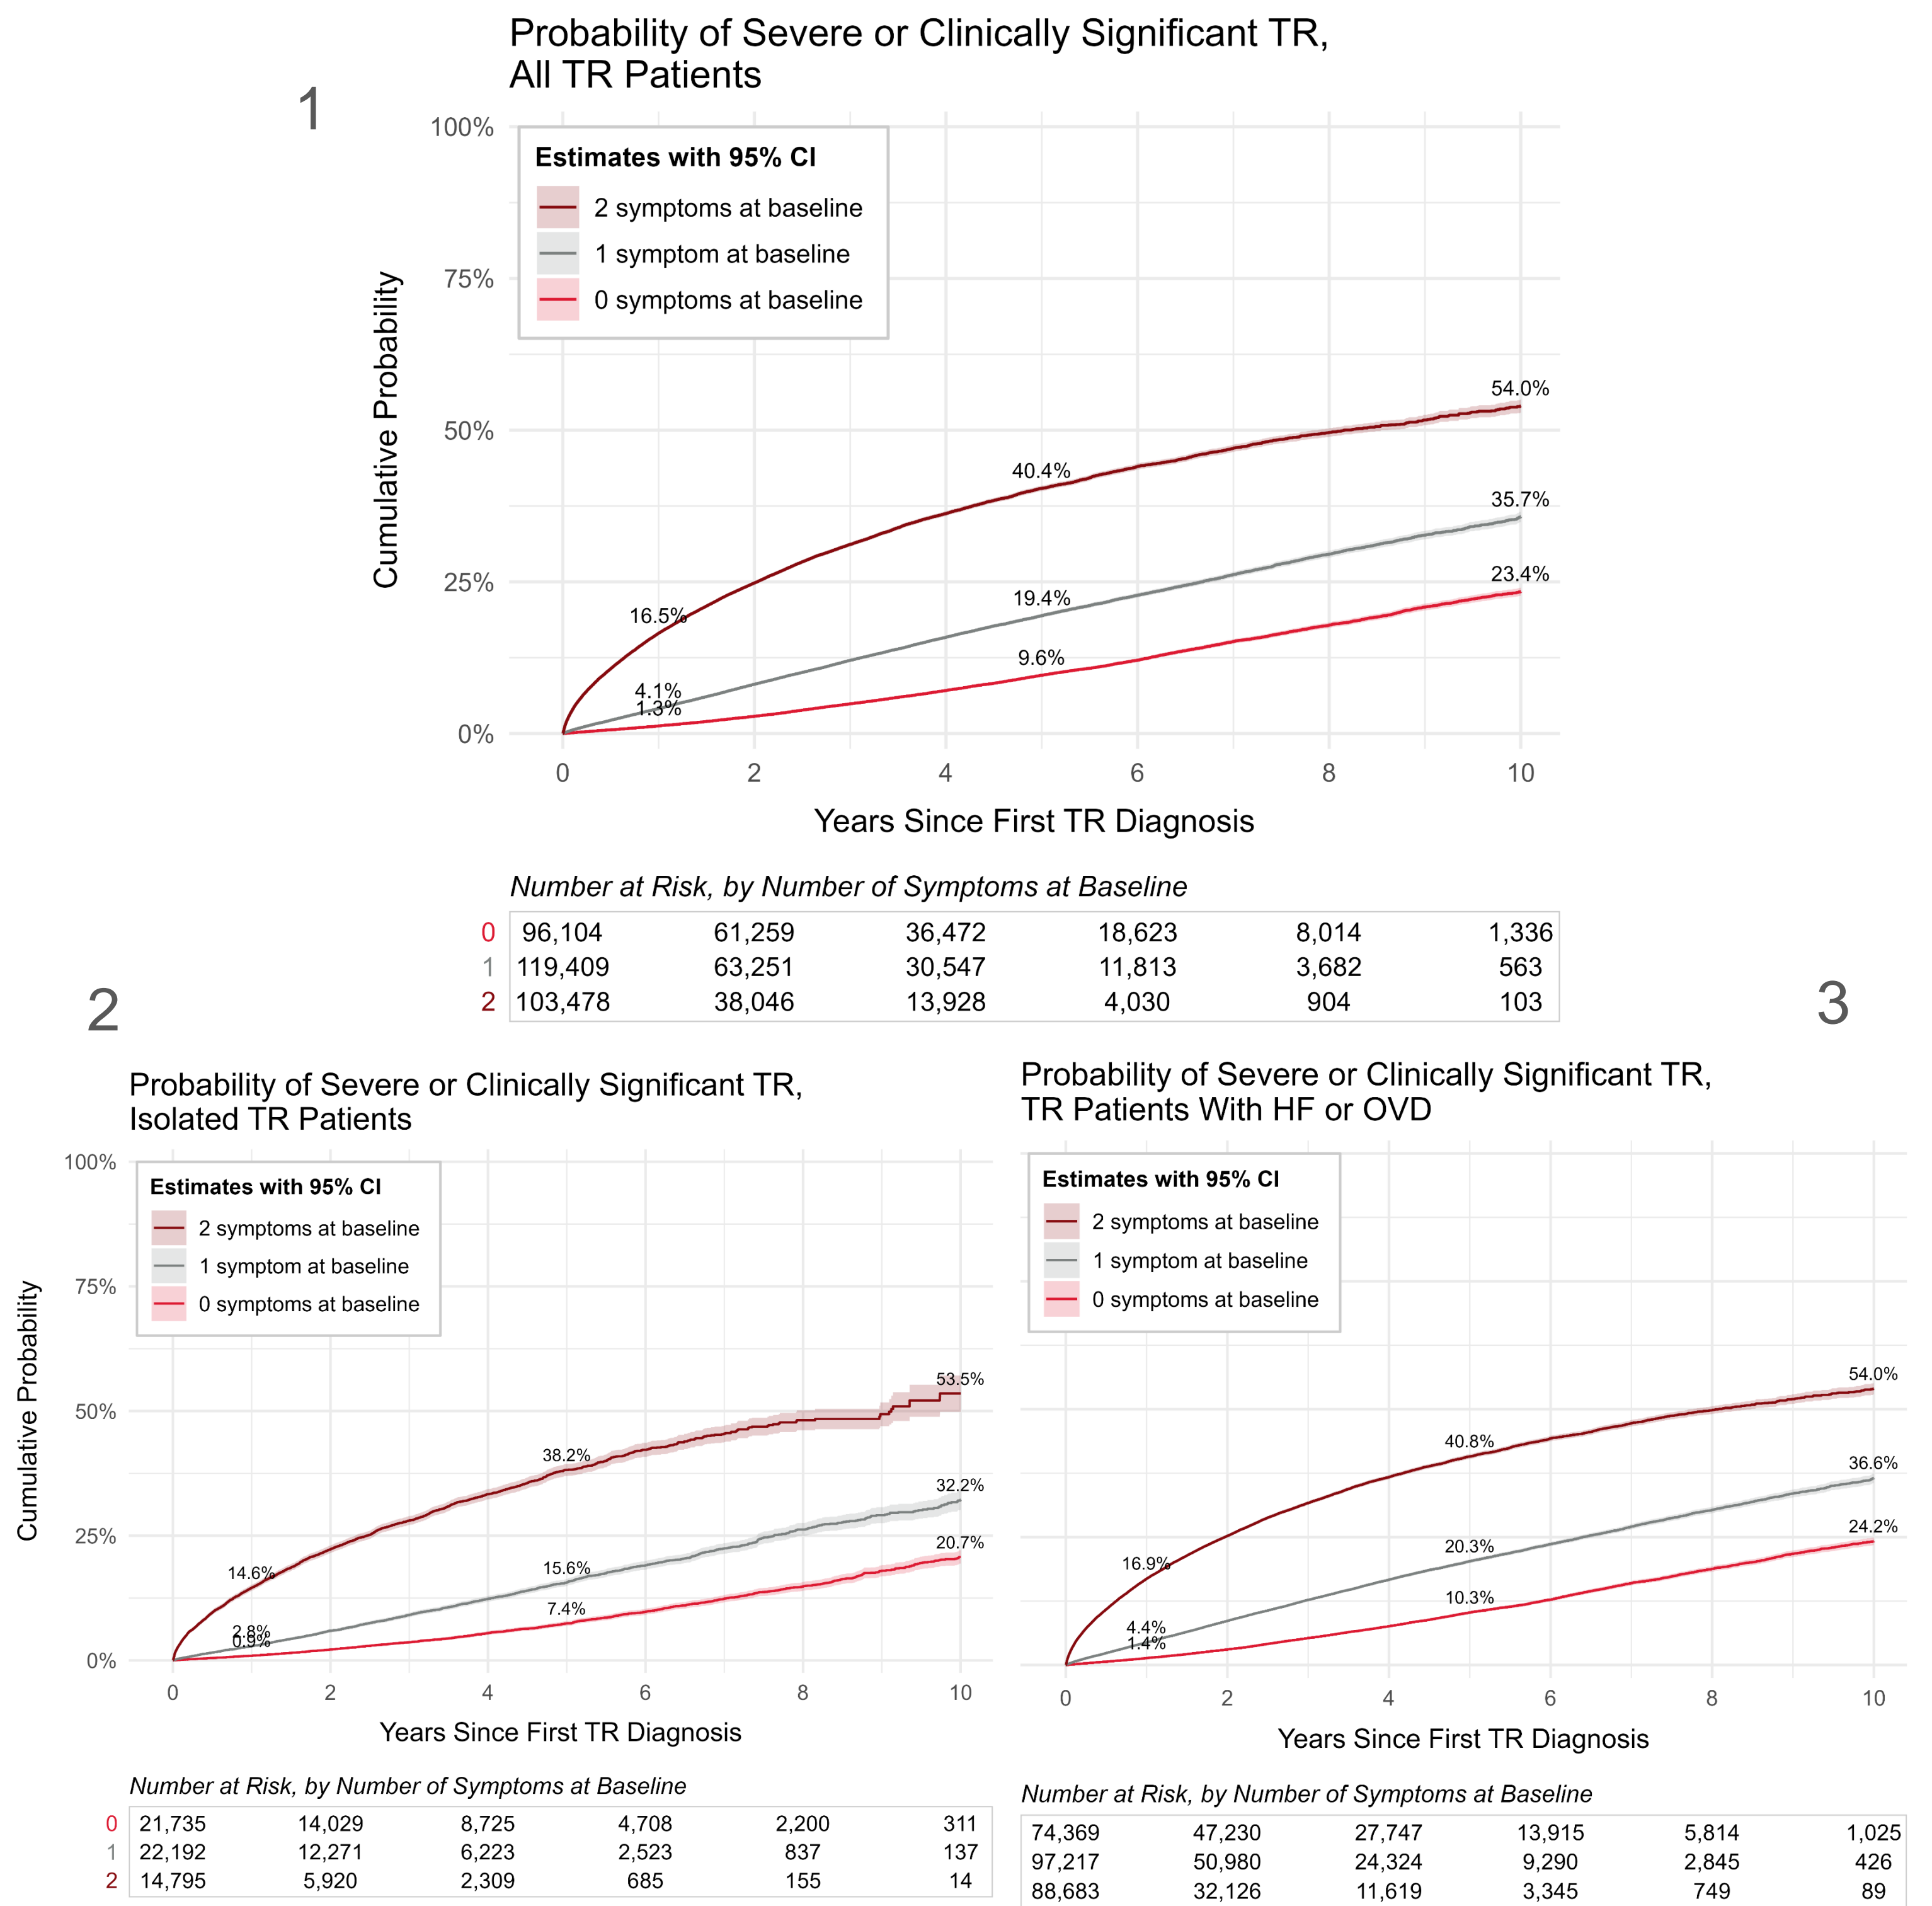 1
Probability of Severe or Clinically Significant TR,
All TR Patients
100%
75%
50%
25%
0%
Cumulative Probability
Estimates with 95% CI
2 symptoms at baseline
1 symptom at baseline
0 symptoms at baseline
54.0%
40.4%
35.7%
23.4%
16.5%
19.4%
9.6%
4.1%
1.3%
0 2 4 6 8 10
Years Since First TR Diagnosis
Number at Risk, by Number of Symptoms at Baseline
0 96,104 61,259 36,472 18,623 8,014 1,336
1 119,409 63,251 30,547 11,813 3,682 563
2 103,478 38,046 13,928 4,030 904 103
2
Probability of Severe or Clinically Significant TR,
Isolated TR Patients
100%
75%
50%
25%
0%
Cumulative Probability
Estimates with 95% CI
2 symptoms at baseline
1 symptom at baseline
0 symptoms at baseline
53.5%
38.2%
32.2%
20.7%
14.6%
15.6%
7.4%
2.8%
0.9%
0 2 4 6 8 10
Years Since First TR Diagnosis
Number at Risk, by Number of Symptoms at Baseline
0 21,735 14,029 8,725 4,708 2,200 311
1 22,192 12,271 6,223 2,523 837 137
2 14,795 5,920 2,309 685 155 14
3
Probability of Severe or Clinically Significant TR,
TR Patients With HF or OVD
Estimates with 95% CI
2 symptoms at baseline
1 symptom at baseline
0 symptoms at baseline
54.0%
40.8%
36.6%
24.2%
16.9%
20.3%
10.3%
4.4%
1.4%
0 2 4 6 8 10
Years Since First TR Diagnosis
Number at Risk, by Number of Symptoms at Baseline
74,369 47,230 27,747 13,915 5,814 1,025
97,217 50,980 24,324 9,290 2,845 426
88,683 32,126 11,619 3,345 749 89